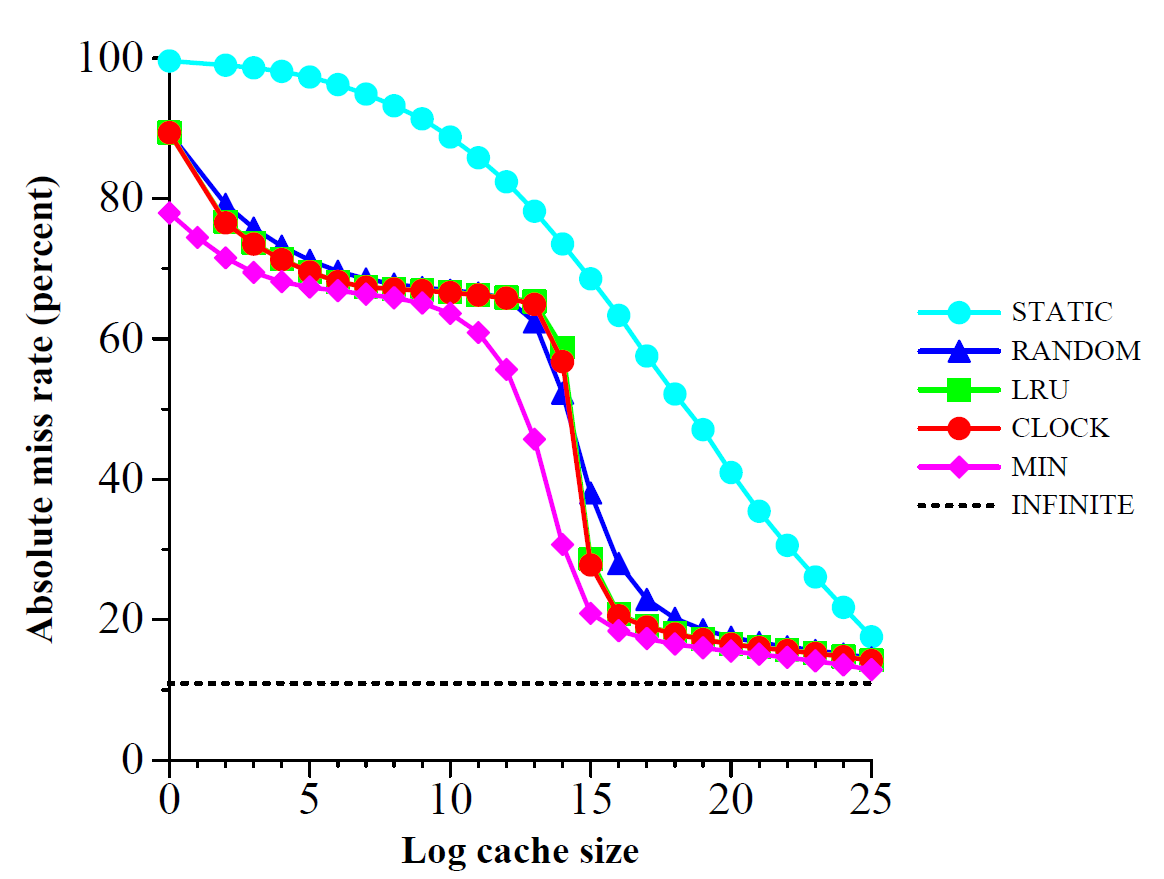 Absolute miss rate (percent)
100
80
60
40
20
0
0 5 10 15 20 25
Log cache size
STATIC
RANDOM
LRU
CLOCK
MIN
INFINITE